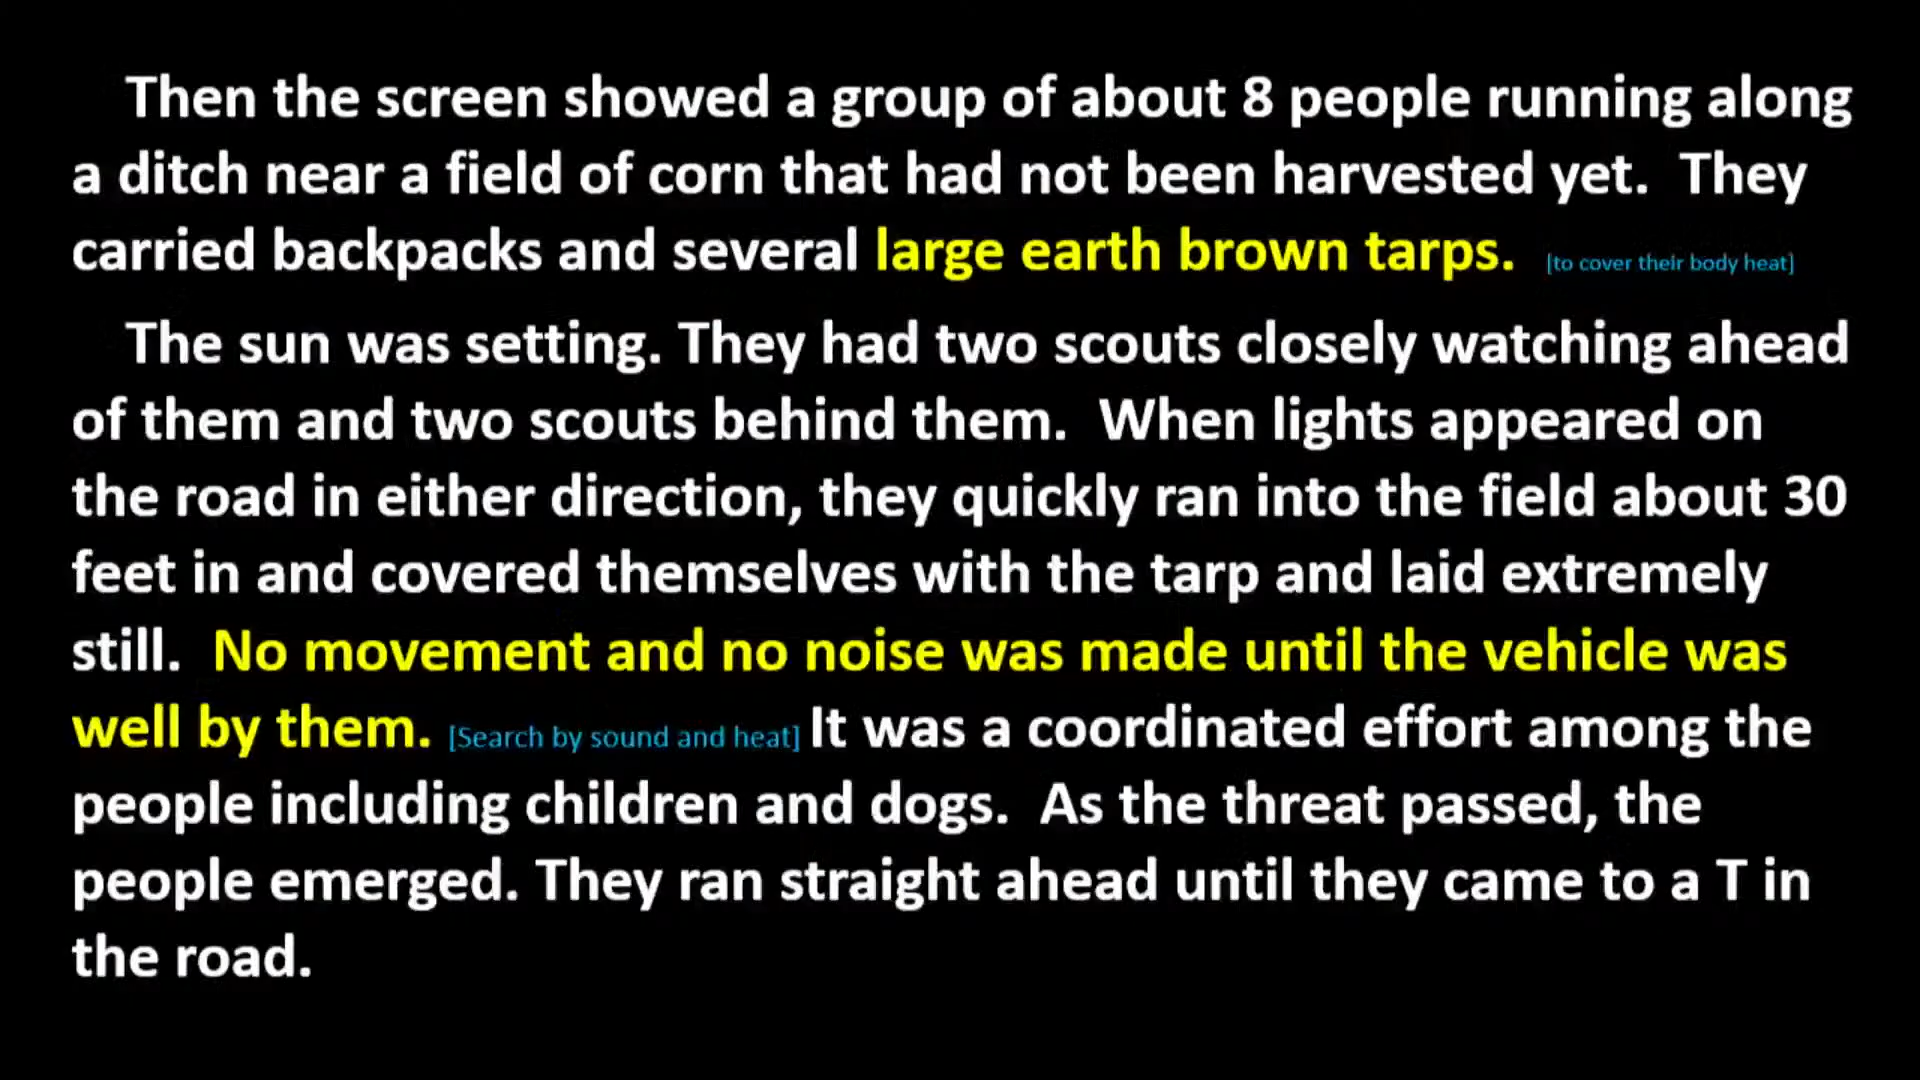 Then the screen showed a group of about 8 people running along
a ditch near a field of corn that had not been harvested yet.  They
carried backpacks and several large earth brown tarps.  [to cover their body heat]
The sun was setting. They had two scouts closely watching ahead
of them and two scouts behind them.  When lights appeared on
the road in either direction, they quickly ran into the field about 30
feet in and covered themselves with the tarp and laid extremely
still.  No movement and no noise was made until the vehicle was
well by them. [Search by sound and heat] It was a coordinated effort among the
people including children and dogs.  As the threat passed, the
people emerged. They ran straight ahead until they came to a T in
the road.